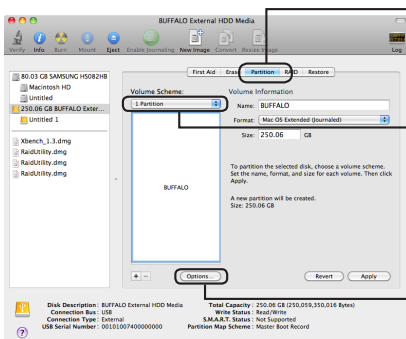 BUFFALO External HDD Media
Verify Info Burn Mount Eject Enable Journaling New Image Convert Resize Image Log
80.03 GB SAMSUNG HS082HB
Macintosh HD
Untitled
250.06 GB BUFFALO Exter...
Untitled 1
Xbench_1.3.dmg
RaidUtility.dmg
RaidUtility.dmg
RaidUtility.dmg
First Aid Erase Partition RAID Restore
Volume Scheme:
1 Partition
BUFFALO
+ − Options...
Volume Information
Name: BUFFALO
Format: Mac OS Extended (Journaled)
Size: 250.06 GB
To partition the selected disk, choose a volume scheme.
Set the name, format, and size for each volume. Then click
Apply.
A new partition will be created.
Size: 250.06 GB
Revert Apply
Disk Description : BUFFALO External HDD Media
Connection Bus : USB
Connection Type : External
USB Serial Number : 00101007400000000
Total Capacity : 250.06 GB (250,059,350,016 Bytes)
Write Status : Read/Write
S.M.A.R.T. Status : Not Supported
Partition Map Scheme : Master Boot Record
?